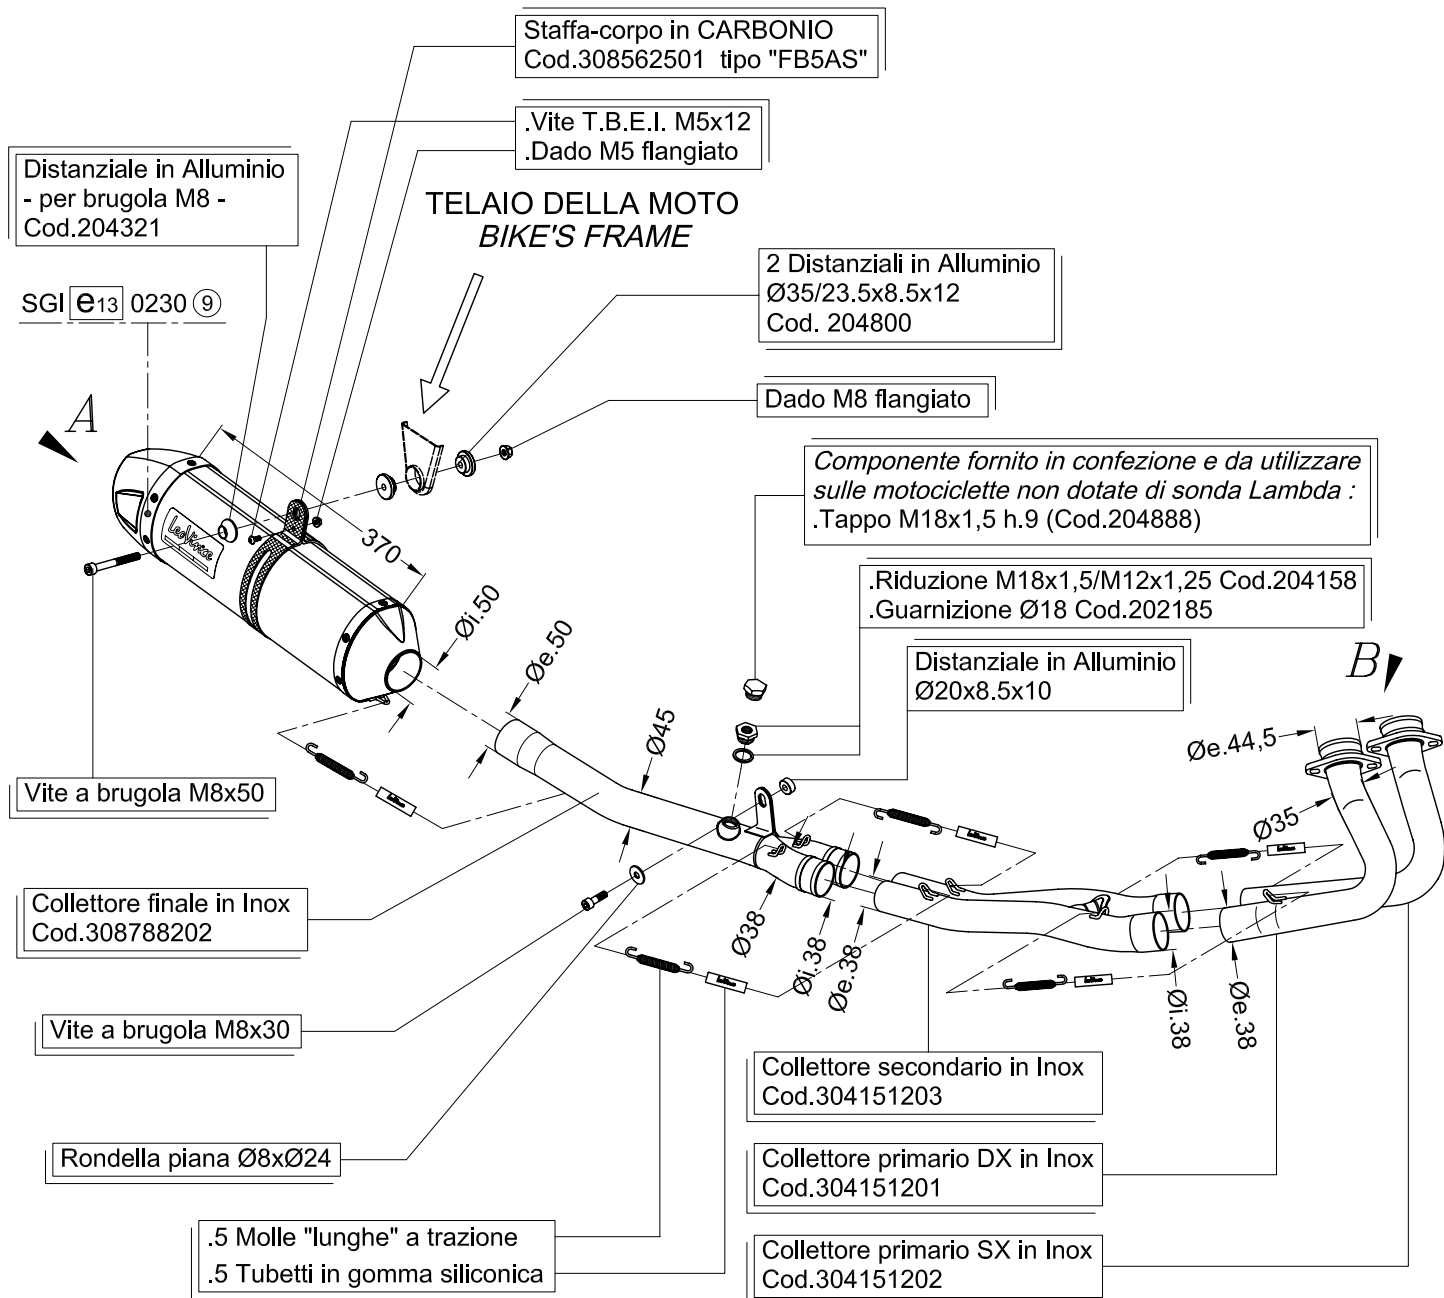 Staffa-corpo in CARBONIO
Cod.308562501 tipo "FB5AS"
.Vite T.B.E.I. M5x12
.Dado M5 flangiato
Distanziale in Alluminio
- per brugola M8 -
Cod.204321
TELAIO DELLA MOTO
BIKE'S FRAME
2 Distanziali in Alluminio
Ø35/23.5x8.5x12
Cod. 204800
SGI e13 0230 9
Dado M8 flangiato
A
Componente fornito in confezione e da utilizzare
sulle motociclette non dotate di sonda Lambda :
.Tappo M18x1,5 h.9 (Cod.204888)
LeoVince
370
.Riduzione M18x1,5/M12x1,25 Cod.204158
.Guarnizione Ø18 Cod.202185
Øi.50
Øe.50
Distanziale in Alluminio
Ø20x8.5x10
B
Ø45
Øe.44,5
Vite a brugola M8x50
Ø35
Collettore finale in Inox
Cod.308788202
Ø38
Øi.38
Øe.38
Øi.38
Øe.38
Vite a brugola M8x30
Collettore secondario in Inox
Cod.304151203
Rondella piana Ø8xØ24
Collettore primario DX in Inox
Cod.304151201
.5 Molle "lunghe" a trazione
.5 Tubetti in gomma siliconica
Collettore primario SX in Inox
Cod.304151202